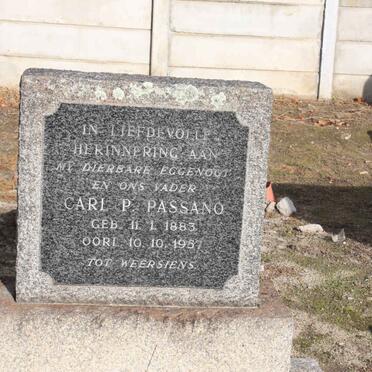 IN LIEFDEVOLLE
HERINNERING AAN
MY DIERBARE EGGENOOT
EN ONS VADER
CARL P. PASSANO
GEB. 11. 1. 1883
OORL. 10. 10. 1957
TOT WEERSIENS.